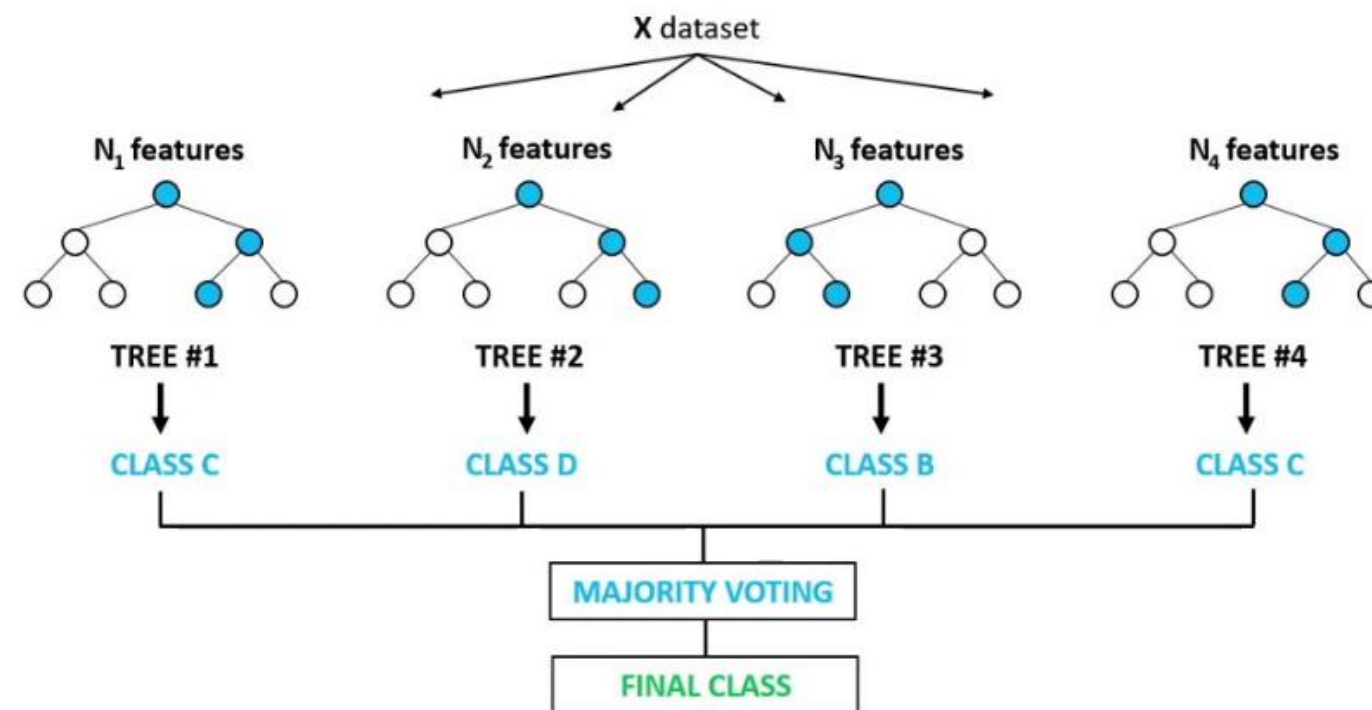 X dataset
N₁ features N₂ features N₃ features N₄ features
TREE #1 TREE #2 TREE #3 TREE #4
CLASS C CLASS D CLASS B CLASS C
MAJORITY VOTING
FINAL CLASS